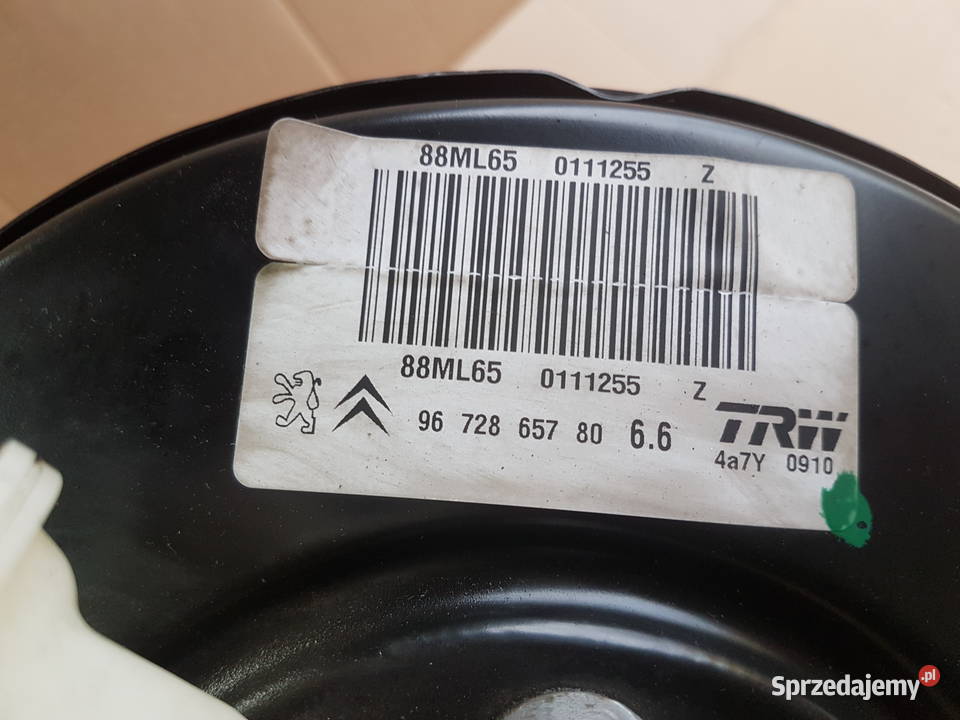 88ML65 0111255 Z
88ML65 0111255 Z
96 728 657 80 6.6 TRW
4a7Y 0910
Sprzedajemy.pl